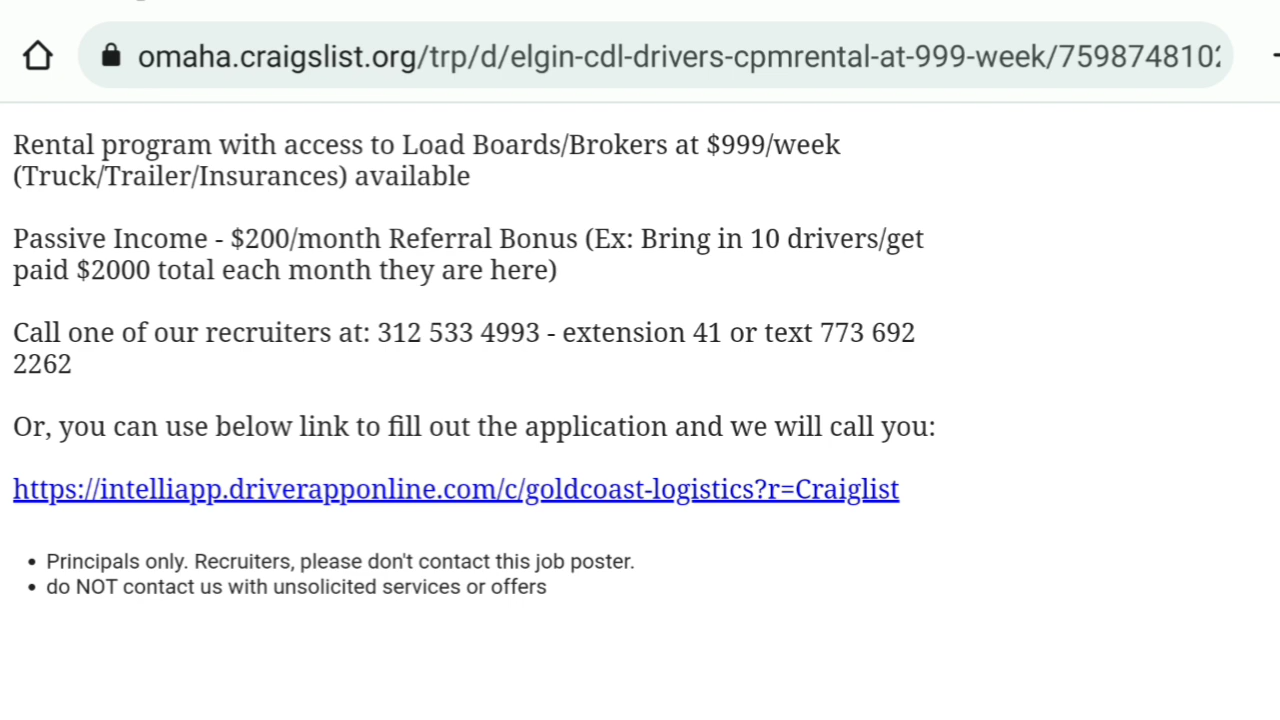 omaha.craigslist.org/trp/d/elgin-cdl-drivers-cpmrental-at-999-week/759874810
Rental program with access to Load Boards/Brokers at $999/week
(Truck/Trailer/Insurances) available
Passive Income - $200/month Referral Bonus (Ex: Bring in 10 drivers/get
paid $2000 total each month they are here)
Call one of our recruiters at: 312 533 4993 - extension 41 or text 773 692
2262
Or, you can use below link to fill out the application and we will call you:
https://intelliapp.driverapponline.com/c/goldcoast-logistics?r=Craiglist
• Principals only. Recruiters, please don't contact this job poster.
• do NOT contact us with unsolicited services or offers